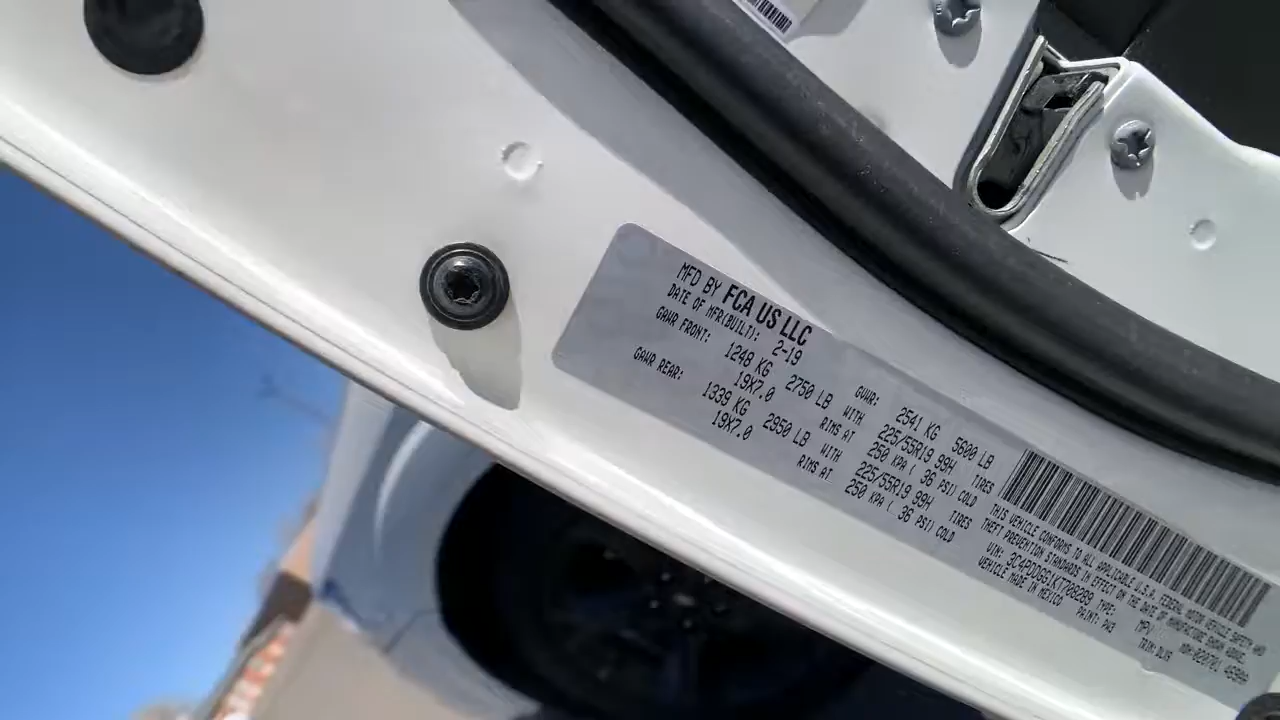 MFD BY FCA US LLC
DATE OF MFR(BUILT): 2-19 GVWR: 2541 KG 5600 LB
GAWR FRONT: 1248 KG 2750 LB WITH 225/55R19 99H TIRES
19X7.0 RIMS AT 250 KPA ( 36 PSI) COLD
GAWR REAR: 1339 KG 2950 LB WITH 225/55R19 99H TIRES
19X7.0 RIMS AT 250 KPA ( 36 PSI) COLD
THIS VEHICLE CONFORMS TO ALL APPLICABLE U.S.A. FEDERAL MOTOR VEHICLE SAFETY AND
THEFT PREVENTION STANDARDS IN EFFECT ON THE DATE OF MANUFACTURE SHOWN ABOVE.
VIN: TYPE: MPV
VEHICLE MADE IN MEXICO PAINT: PW3 TRIM: